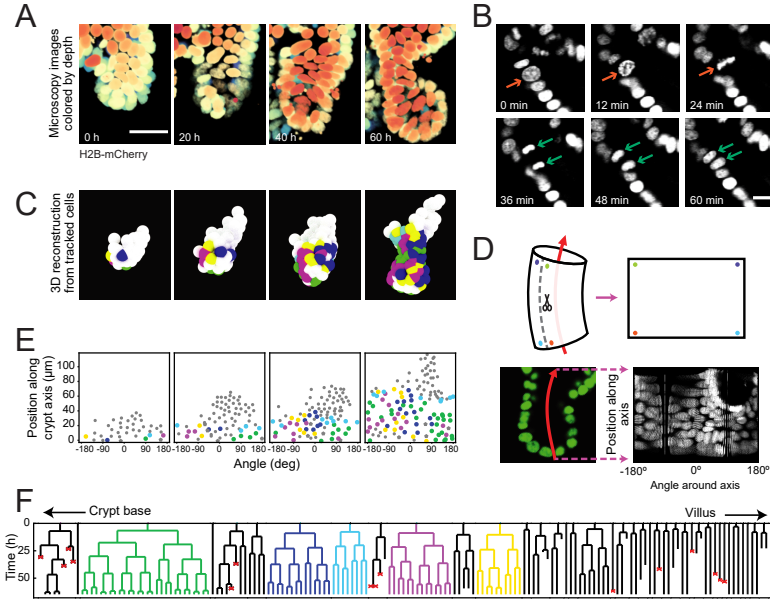 A
Microscopy images
colored by depth
0 h
20 h
40 h
60 h
H2B-mCherry
B
0 min
12 min
24 min
36 min
48 min
60 min
C
3D reconstruction
from tracked cells
D
Position along
axis
-180º
0º
180º
Angle around axis
E
Position along
crypt axis (µm)
100
80
60
40
20
0
-180 -90 0 90 180
-180 -90 0 90 180
-180 -90 0 90 180
-180 -90 0 90 180
Angle (deg)
F
Crypt base
Villus
Time (h)
0
25
50